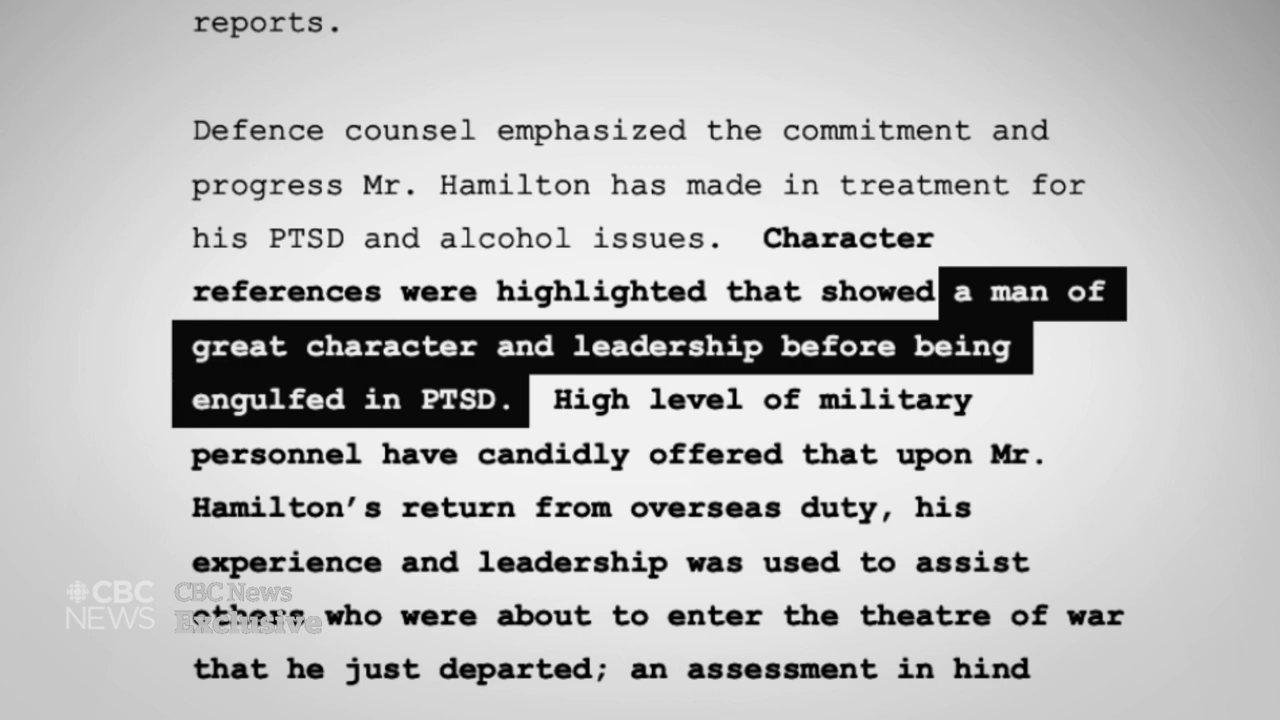 reports.
Defence counsel emphasized the commitment and
progress Mr. Hamilton has made in treatment for
his PTSD and alcohol issues. Character
references were highlighted that showed a man of
great character and leadership before being
engulfed in PTSD. High level of military
personnel have candidly offered that upon Mr.
Hamilton’s return from overseas duty, his
experience and leadership was used to assist
others who were about to enter the theatre of war
that he just departed; an assessment in hind
CBC
NEWS
CBC News
Exclusive